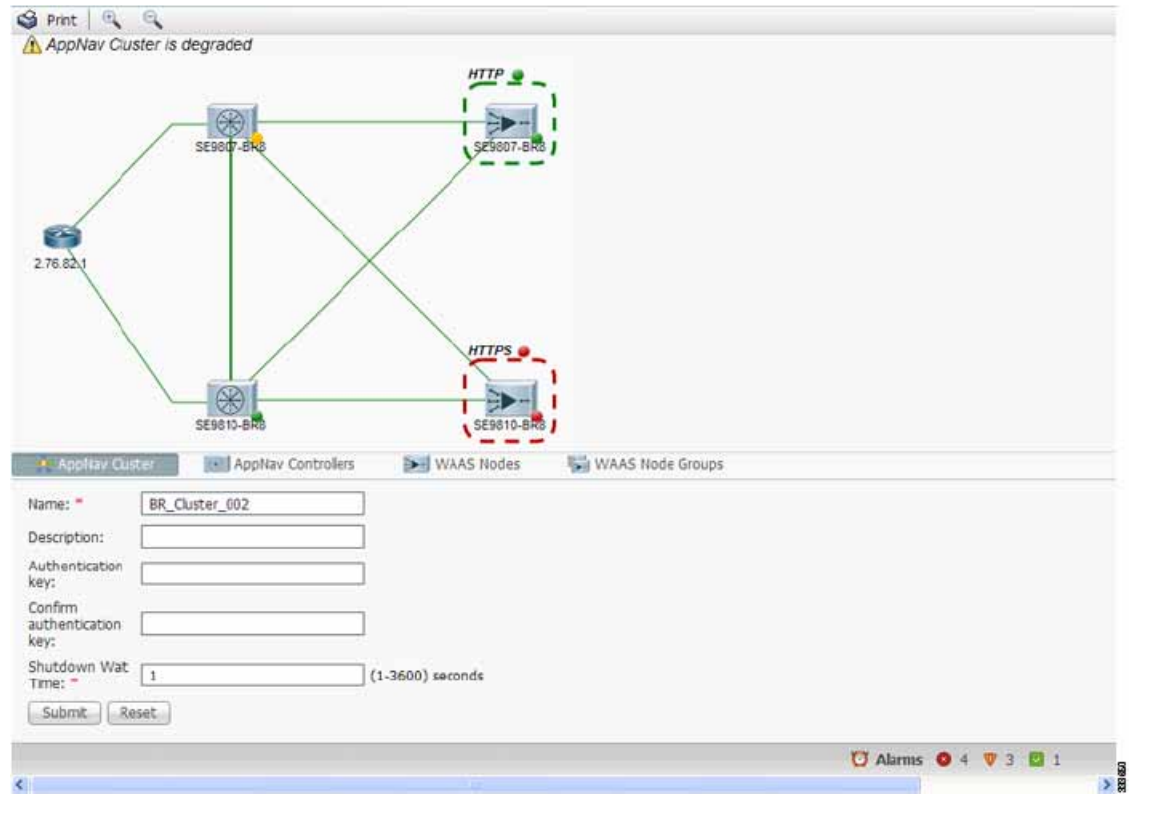 Print
AppNav Cluster is degraded
HTTP
SE9807-BR8
SE9807-BR8
2.76.82.1
HTTPS
SE9810-BR8
SE9810-BR8
AppNav Cluster
AppNav Controllers
WAAS Nodes
WAAS Node Groups
Name: *
BR_Cluster_002
Description:
Authentication
key:
Confirm
authentication
key:
Shutdown Wait
Time: *
1
(1-3600) seconds
Submit
Reset
Alarms 4 3 1